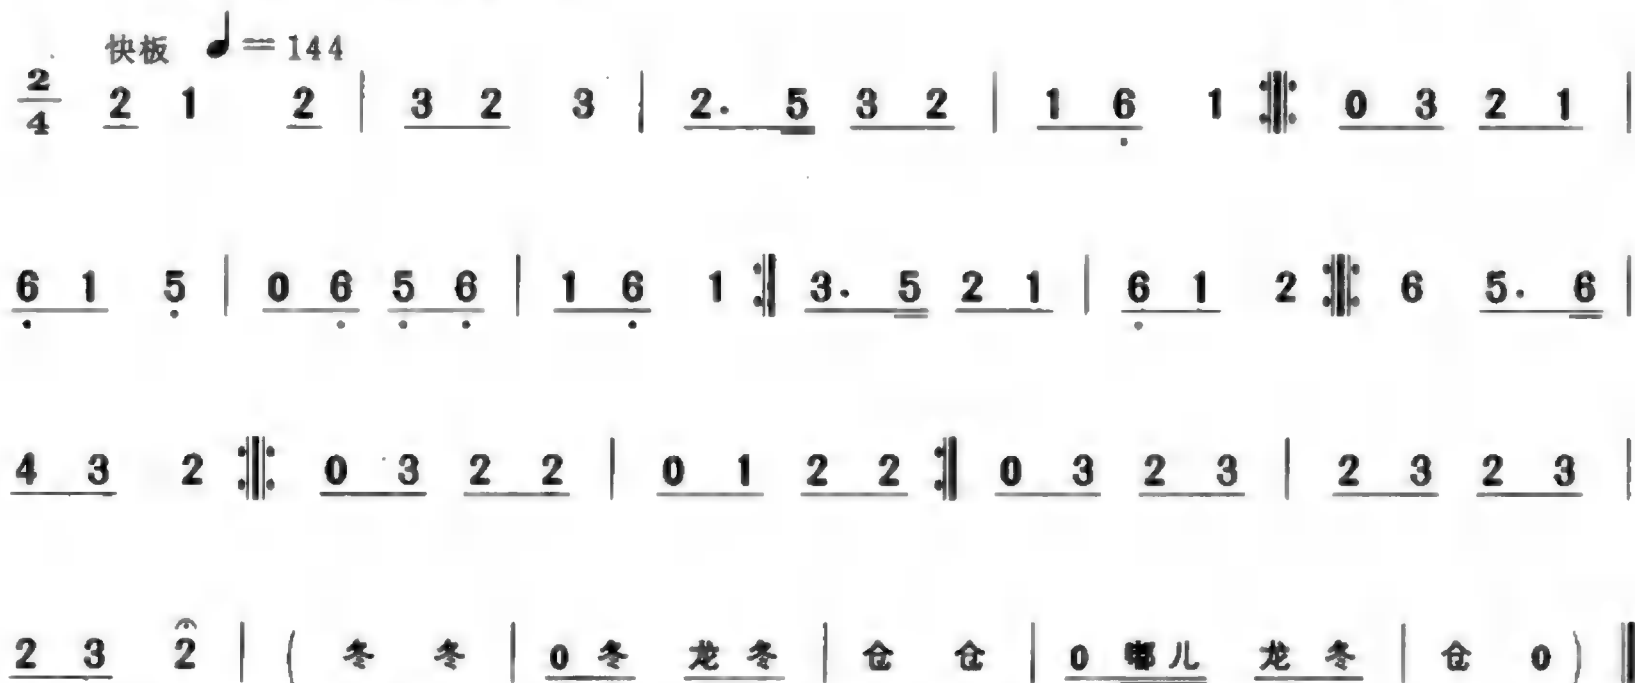 快板 ♩= 144
2/4 2 1 2 | 3 2 3 | 2. 5 3 2 | 1 6 1 :‖: 0 3 2 1 |
6 1 5 | 0 6 5 6 | 1 6 1 :‖ 3. 5 2 1 | 6 1 2 :‖: 6 5. 6 |
4 3 2 :‖: 0 3 2 2 | 0 1 2 2 :‖ 0 3 2 3 | 2 3 2 3 |
2 3 2 | ( 冬 冬 | 0 冬 龙 冬 | 仓 仓 | 0 嘟儿 龙 冬 | 仓 0 ) ‖